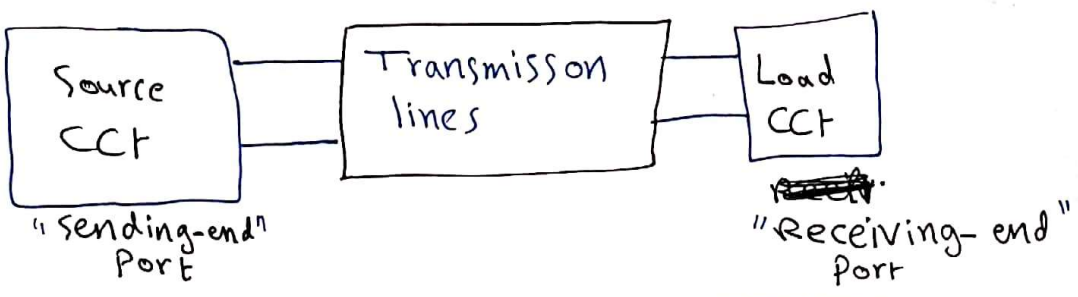 Source
CCt
Transmisson
lines
Load
CCt
"Sending-end"
Port
"Receiving-end"
Port